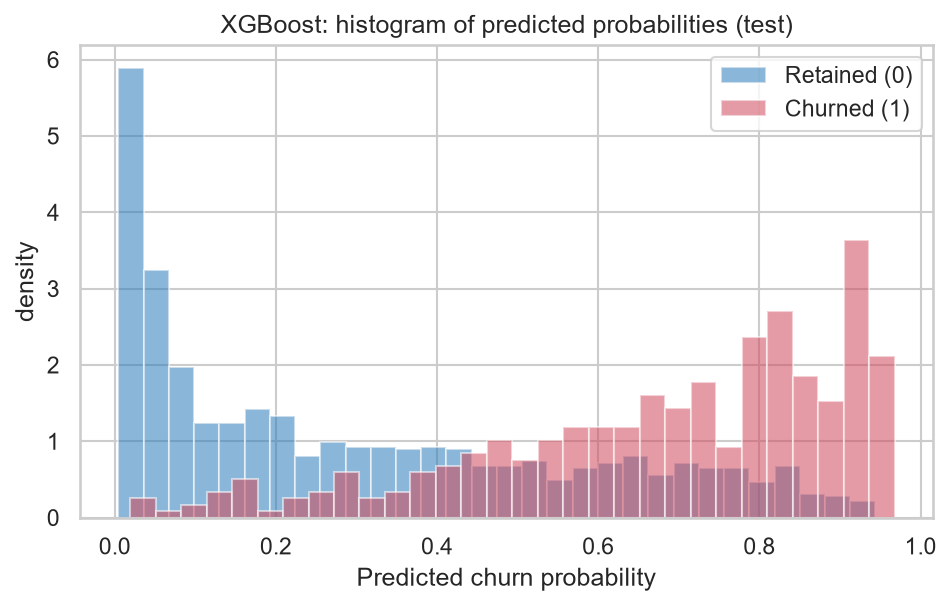 XGBoost: histogram of predicted probabilities (test)
Retained (0)
Churned (1)
density
6
5
4
3
2
1
0
0.0 0.2 0.4 0.6 0.8 1.0
Predicted churn probability